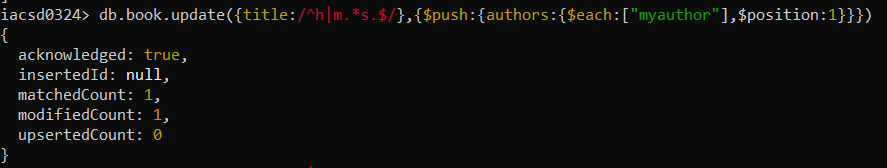 iacsd0324> db.book.update({title:/^h|m.*s.$/},{$push:{authors:{$each:["myauthor"],$position:1}}})
{
  acknowledged: true,
  insertedId: null,
  matchedCount: 1,
  modifiedCount: 1,
  upsertedCount: 0
}